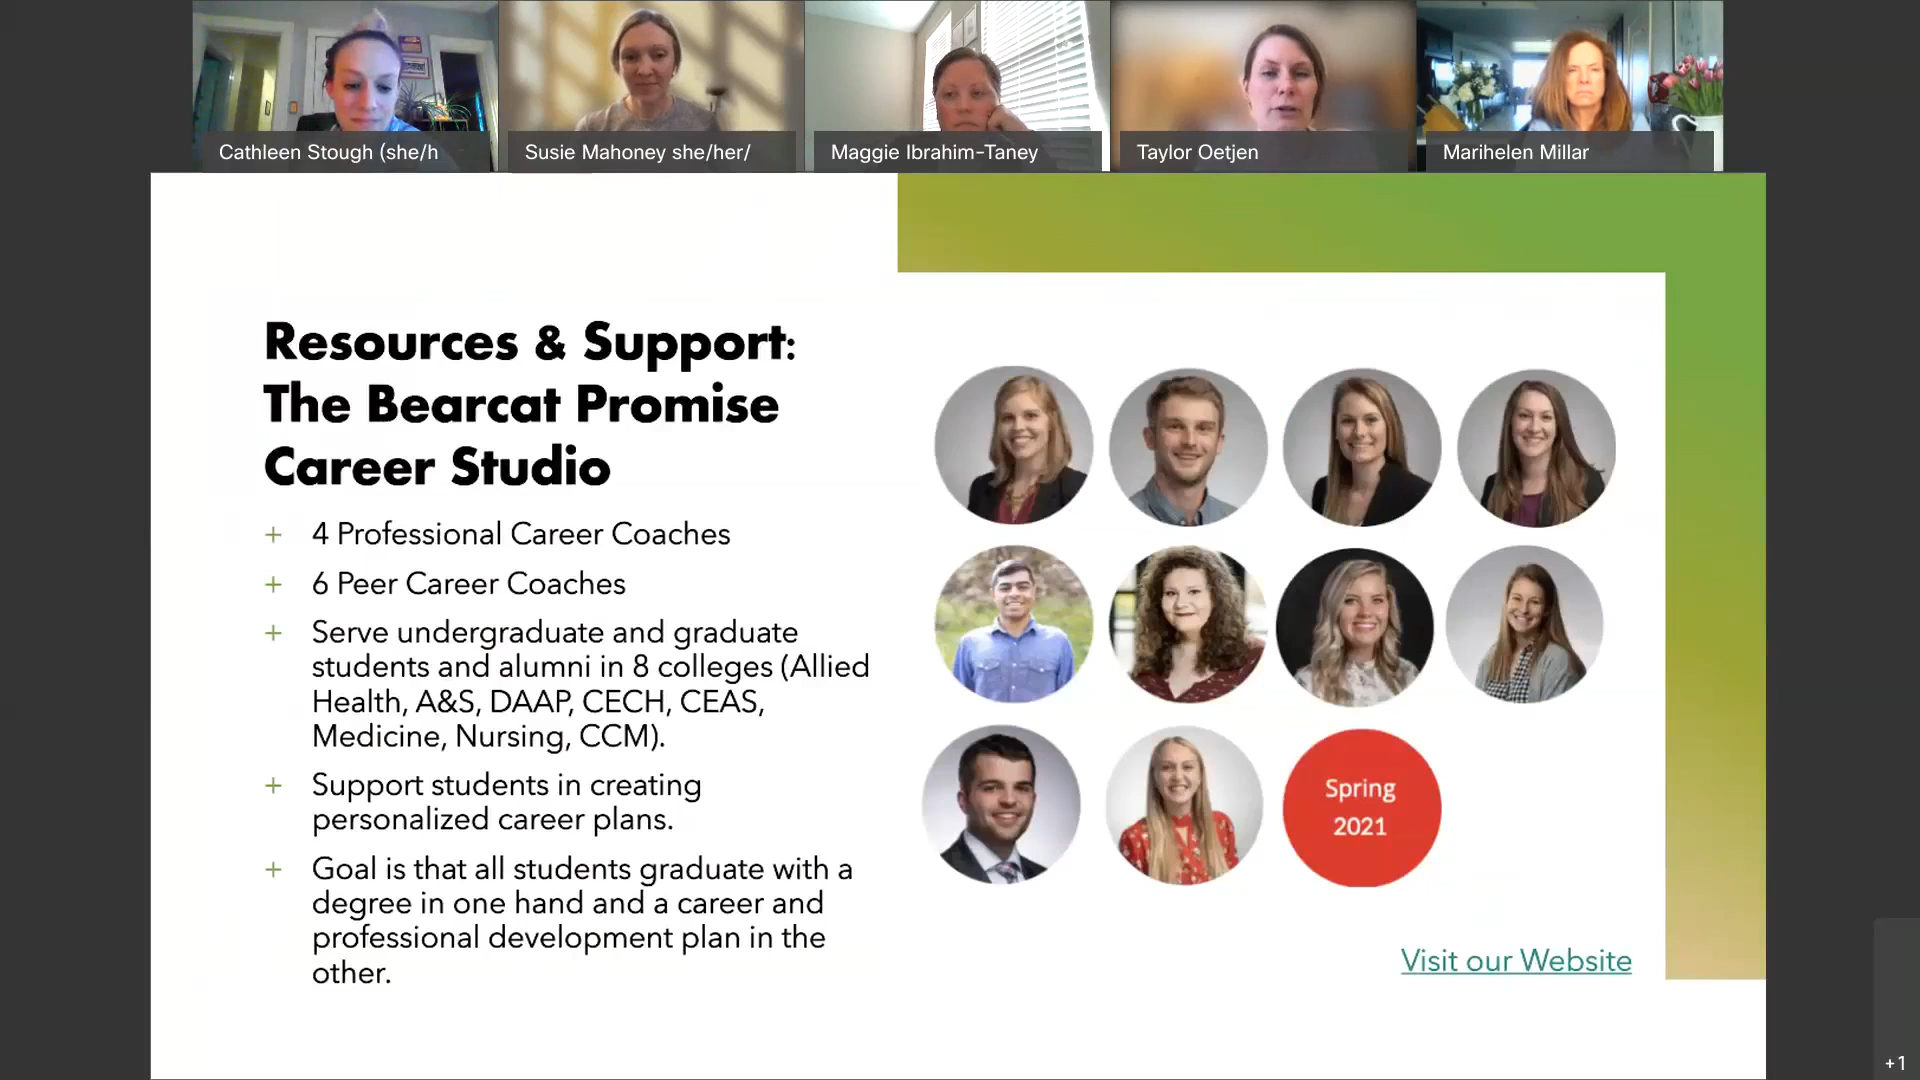 Cathleen Stough (she/h
Susie Mahoney she/her/
Maggie Ibrahim-Taney
Taylor Oetjen
Marihelen Millar
Resources & Support:
The Bearcat Promise
Career Studio
+ 4 Professional Career Coaches
+ 6 Peer Career Coaches
+ Serve undergraduate and graduate
students and alumni in 8 colleges (Allied
Health, A&S, DAAP, CECH, CEAS,
Medicine, Nursing, CCM).
+ Support students in creating
personalized career plans.
+ Goal is that all students graduate with a
degree in one hand and a career and
professional development plan in the
other.
Spring
2021
Visit our Website
+1